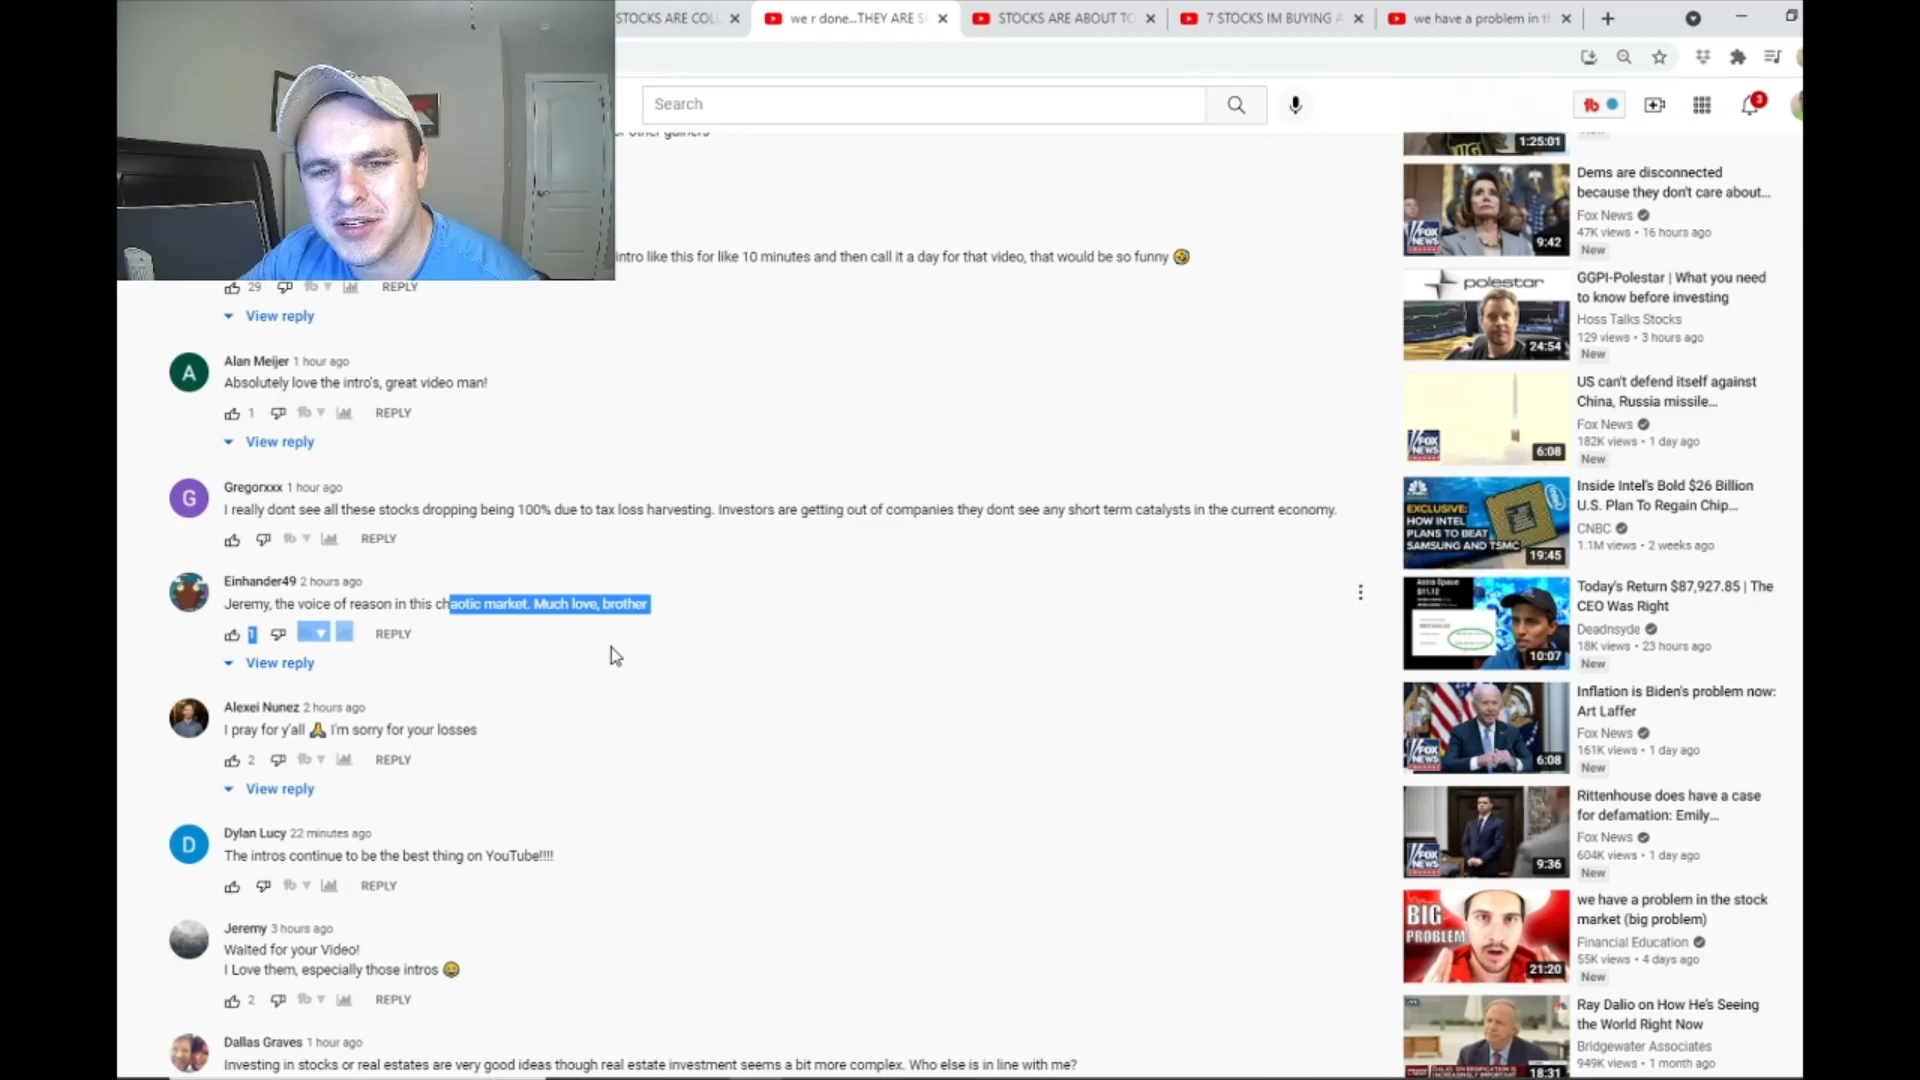 STOCKS ARE COL
we r done...THEY ARE S
STOCKS ARE ABOUT TO
7 STOCKS IM BUYING A
we have a problem in t
Search
3
intro like this for like 10 minutes and then call it a day for that video, that would be so funny 🤣
29 REPLY
View reply
A
Alan Meijer 1 hour ago
Absolutely love the intro's, great video man!
1 REPLY
View reply
G
Gregorxxx 1 hour ago
I really dont see all these stocks dropping being 100% due to tax loss harvesting. Investors are getting out of companies they dont see any short term catalysts in the current economy.
REPLY
Einhander49 2 hours ago
Jeremy, the voice of reason in this chaotic market. Much love, brother
1 REPLY
View reply
Alexei Nunez 2 hours ago
I pray for y'all 🙏 I'm sorry for your losses
2 REPLY
View reply
D
Dylan Lucy 22 minutes ago
The intros continue to be the best thing on YouTube!!!!
REPLY
Jeremy 3 hours ago
Waited for your Video!
I Love them, especially those intros 😂
2 REPLY
Dallas Graves 1 hour ago
Investing in stocks or real estates are very good ideas though real estate investment seems a bit more complex. Who else is in line with me?
1:25:01
Dems are disconnected
because they don't care about...
Fox News
47K views • 16 hours ago
New
FOX NEWS
9:42
GGPI-Polestar | What you need
to know before investing
Hoss Talks Stocks
129 views • 3 hours ago
New
polestar
24:54
US can't defend itself against
China, Russia missile...
Fox News
182K views • 1 day ago
New
FOX NEWS
6:08
Inside Intel's Bold $26 Billion
U.S. Plan To Regain Chip...
CNBC
1.1M views • 2 weeks ago
EXCLUSIVE:
HOW INTEL
PLANS TO BEAT
SAMSUNG AND TSMC
19:45
Today's Return $87,927.85 | The
CEO Was Right
Deadnsyde
18K views • 23 hours ago
New
Astra Space
$11.12
10:07
Inflation is Biden's problem now:
Art Laffer
Fox News
161K views • 1 day ago
New
FOX NEWS
6:08
Rittenhouse does have a case
for defamation: Emily...
Fox News
604K views • 1 day ago
New
FOX NEWS
9:36
we have a problem in the stock
market (big problem)
Financial Education
55K views • 4 days ago
New
BIG
PROBLEM
21:20
Ray Dalio on How He's Seeing
the World Right Now
Bridgewater Associates
949K views • 1 month ago
18:31